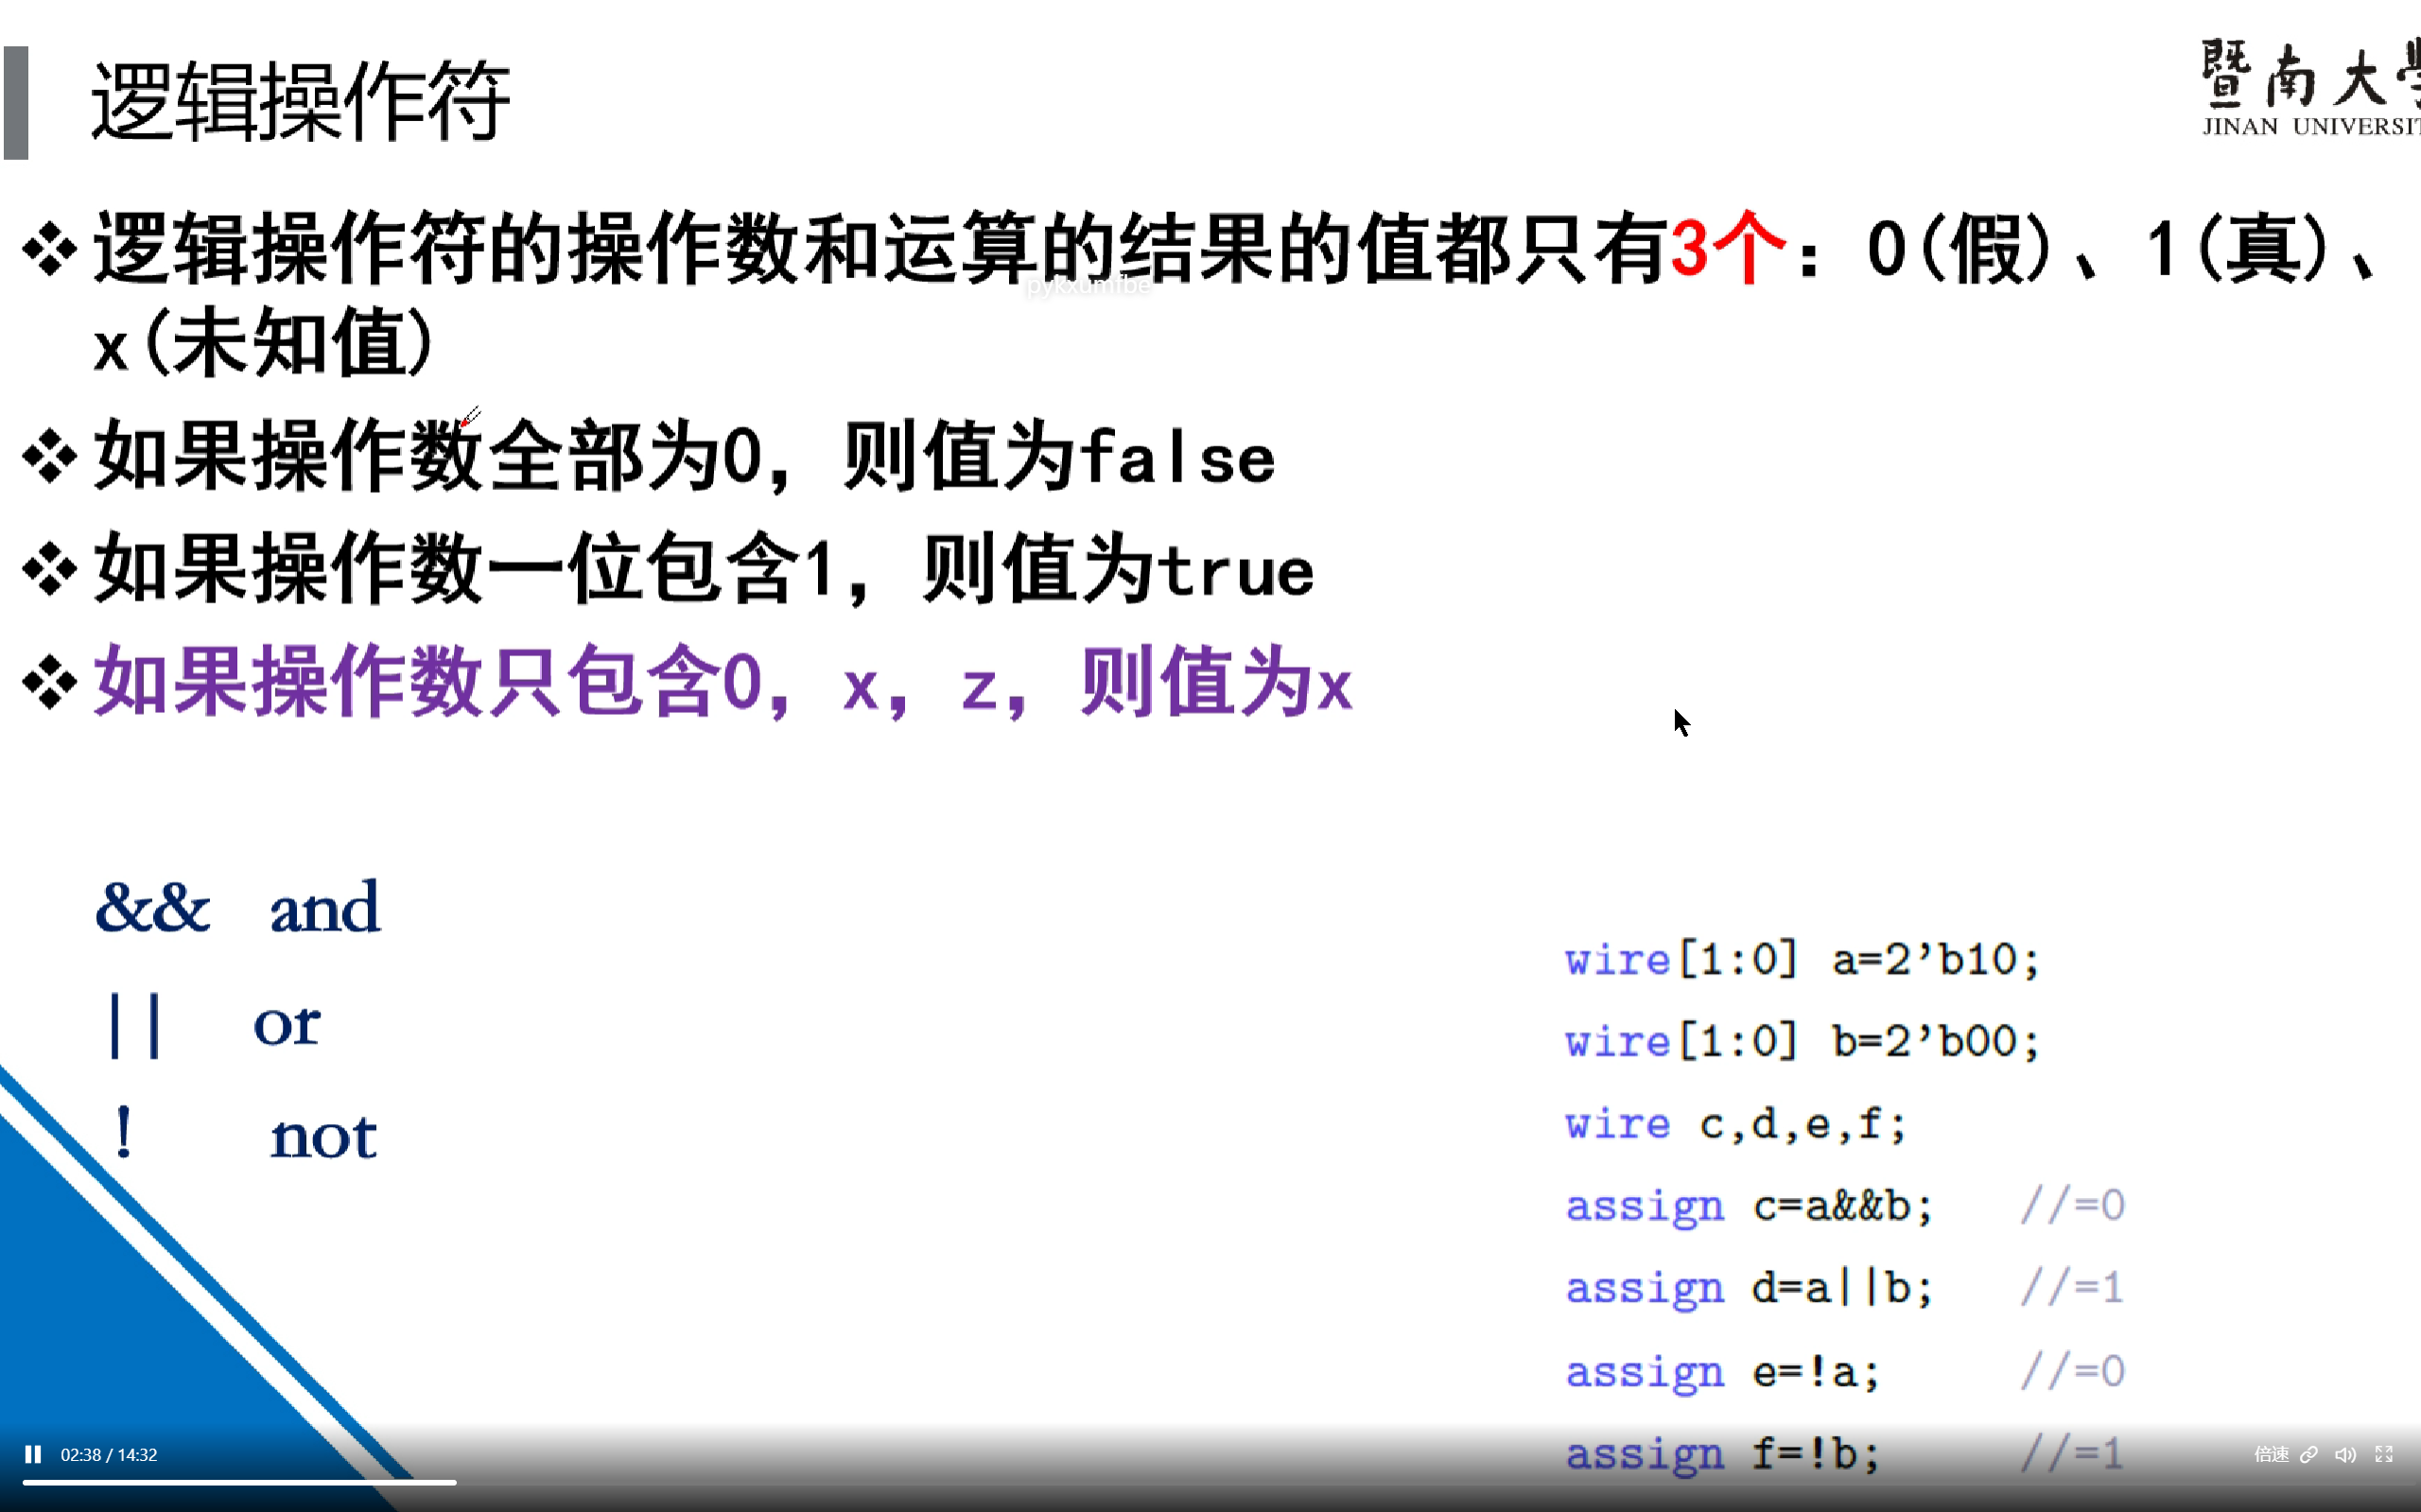 逻辑操作符
暨南大學
JINAN UNIVERSIT
逻辑操作符的操作数和运算的结果的值都只有3个：0(假)、1(真)、
x(未知值)
pykxumfbe
如果操作数全部为0，则值为false
如果操作数一位包含1，则值为true
如果操作数只包含0，x，z，则值为x
&& and
|| or
! not
wire[1:0] a=2’b10;
wire[1:0] b=2’b00;
wire c,d,e,f;
assign c=a&&b; //=0
assign d=a||b; //=1
assign e=!a; //=0
assign f=!b; //=1
02:38 / 14:32
倍速